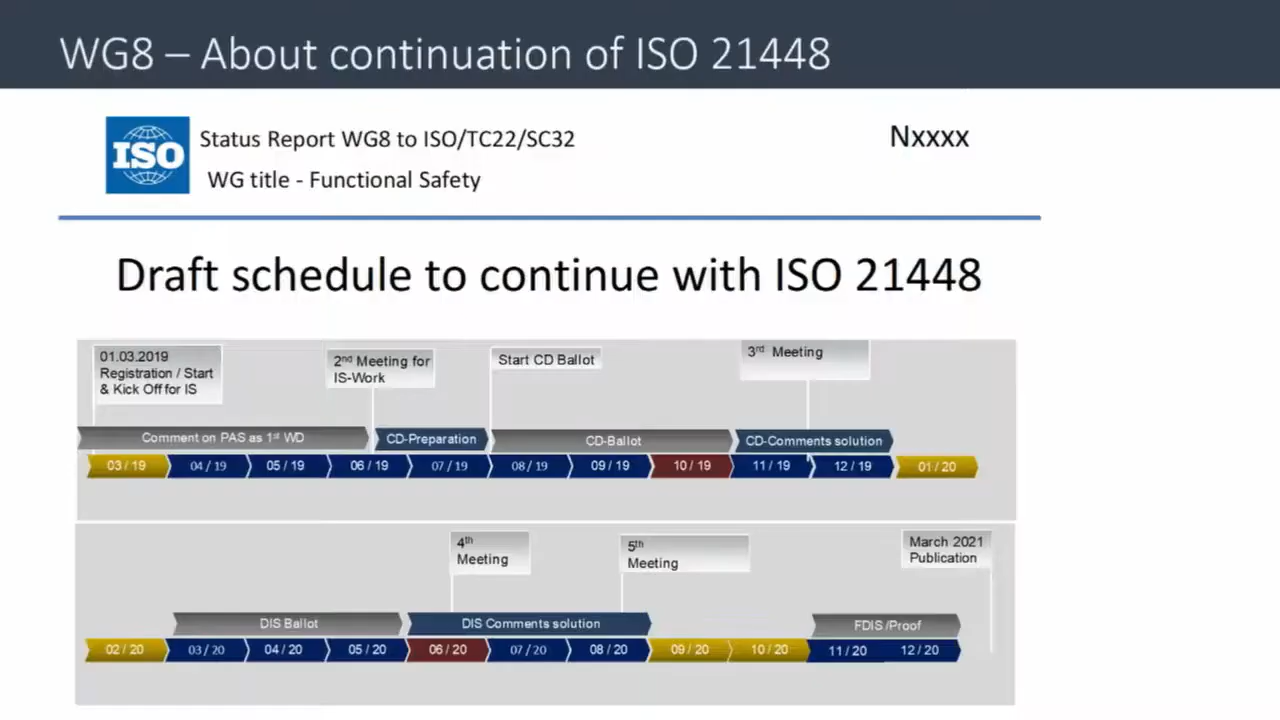 WG8 – About continuation of ISO 21448
ISO
Status Report WG8 to ISO/TC22/SC32
Nxxxx
WG title - Functional Safety
Draft schedule to continue with ISO 21448
01.03.2019
Registration / Start
& Kick Off for IS
2nd Meeting for
IS-Work
Start CD Ballot
3rd Meeting
Comment on PAS as 1st WD
CD-Preparation
CD-Ballot
CD-Comments solution
03 / 19
04 / 19
05 / 19
06 / 19
07 / 19
08 / 19
09 / 19
10 / 19
11 / 19
12 / 19
01 / 20
4th
Meeting
5th
Meeting
March 2021
Publication
DIS Ballot
DIS Comments solution
FDIS /Proof
02 / 20
03 / 20
04 / 20
05 / 20
06 / 20
07 / 20
08 / 20
09 / 20
10 / 20
11 / 20
12 / 20